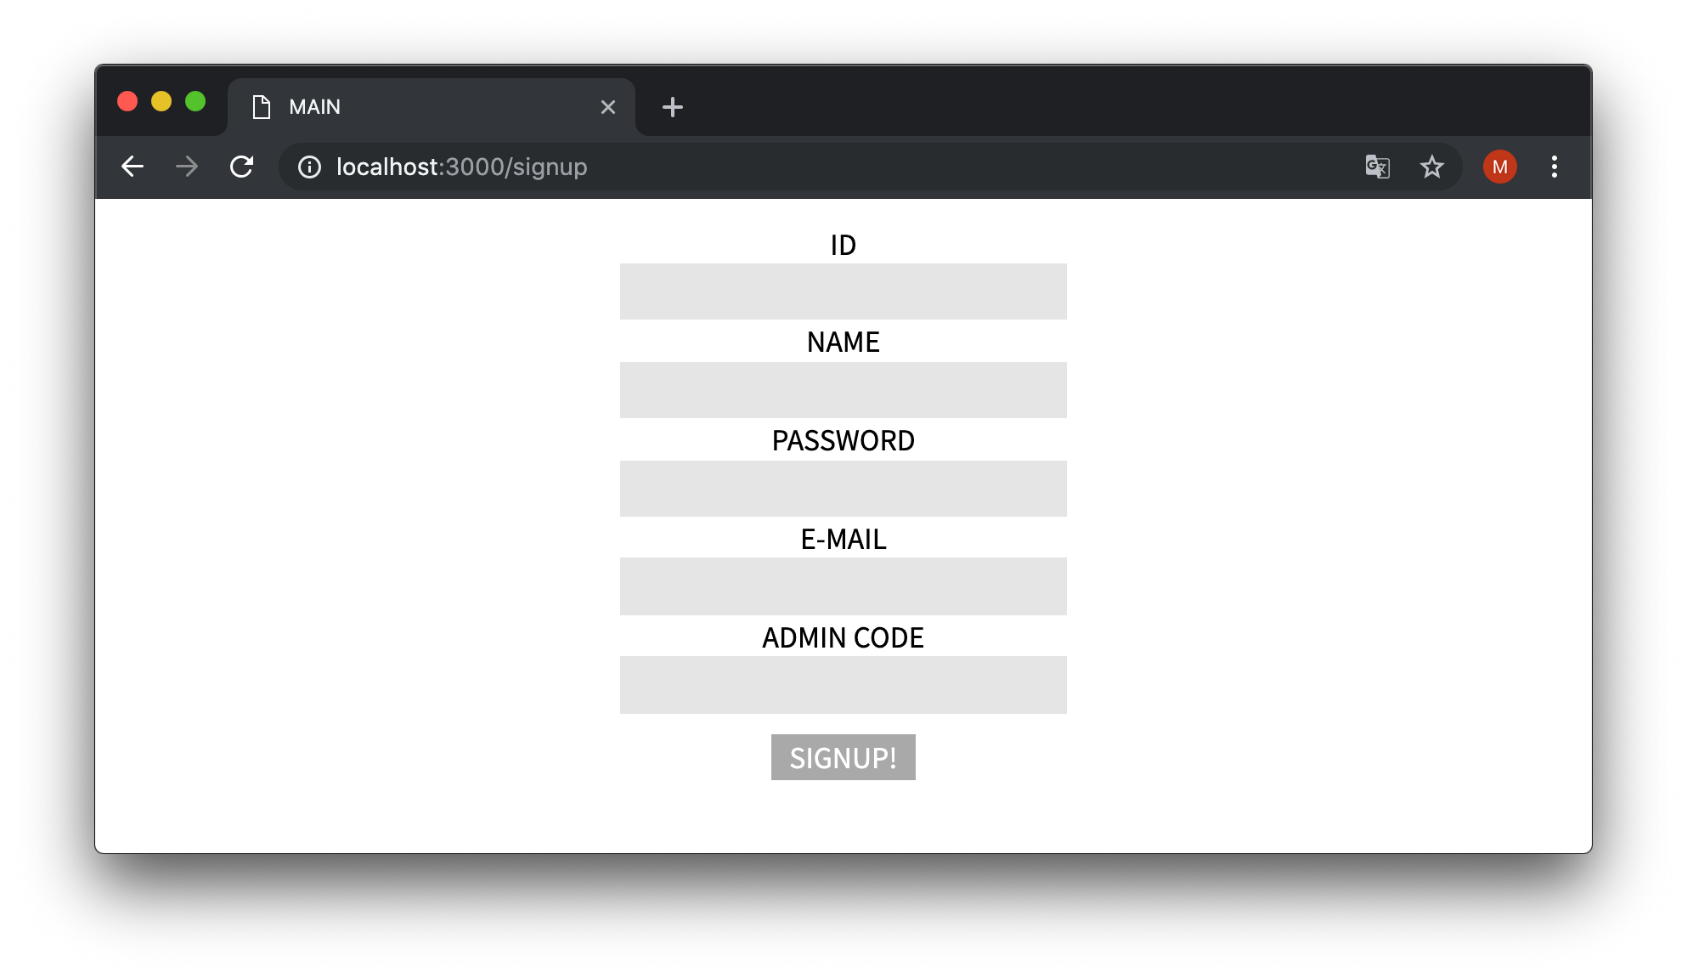 MAIN
localhost:3000/signup
M
ID
NAME
PASSWORD
E-MAIL
ADMIN CODE
SIGNUP!